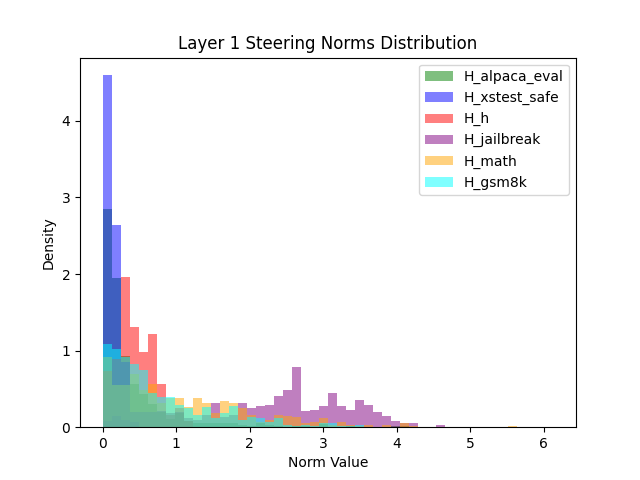 Layer 1 Steering Norms Distribution
H_alpaca_eval
H_xstest_safe
H_h
H_jailbreak
H_math
H_gsm8k
Density
4
3
2
1
0
0 1 2 3 4 5 6
Norm Value